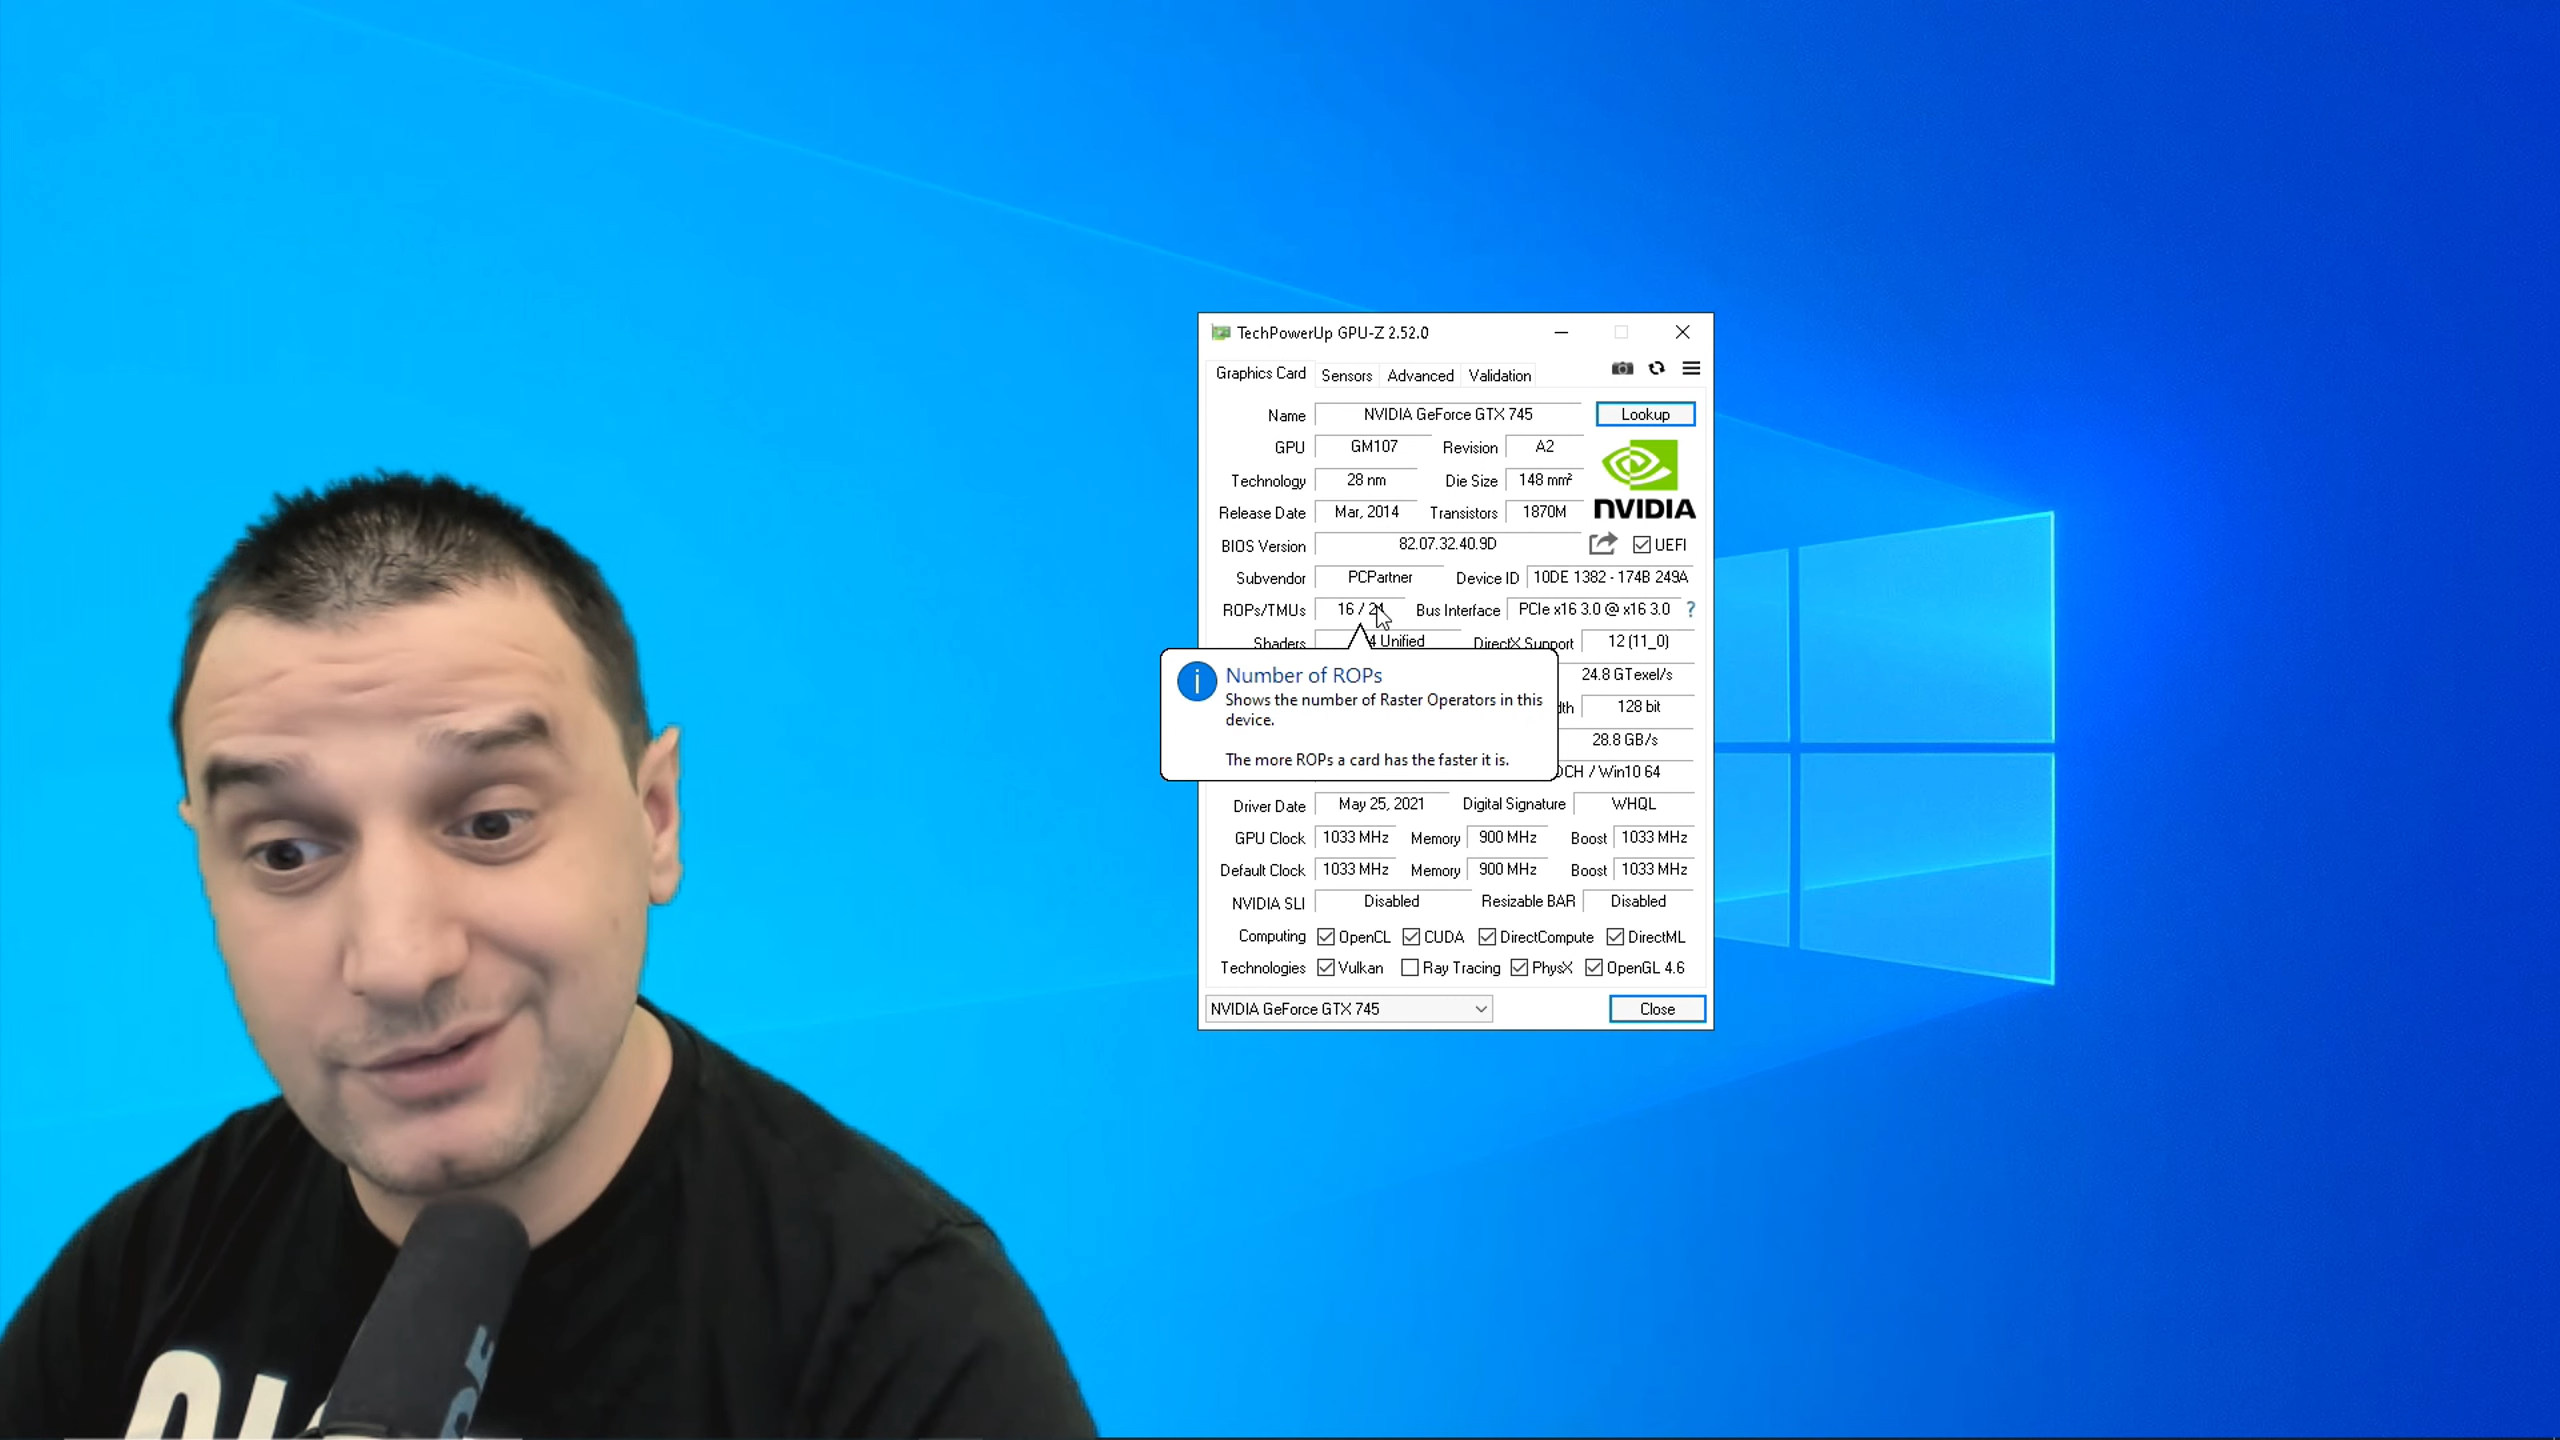 TechPowerUp GPU-Z 2.52.0
Graphics Card Sensors Advanced Validation
Name NVIDIA GeForce GTX 745 Lookup
GPU GM107 Revision A2
Technology 28 nm Die Size 148 mm²
NVIDIA
Release Date Mar, 2014 Transistors 1870M
BIOS Version 82.07.32.40.9D UEFI
Subvendor PCPartner Device ID 10DE 1382 - 174B 249A
ROPs/TMUs 16 / 24 Bus Interface PCIe x16 3.0 @ x16 3.0 ?
Shaders 4 Unified DirectX Support 12 (11_0)
24.8 GTexel/s
128 bit
28.8 GB/s
/ Win10 64
Number of ROPs
Shows the number of Raster Operators in this
device.
The more ROPs a card has the faster it is.
Driver Date May 25, 2021 Digital Signature WHQL
GPU Clock 1033 MHz Memory 900 MHz Boost 1033 MHz
Default Clock 1033 MHz Memory 900 MHz Boost 1033 MHz
NVIDIA SLI Disabled Resizable BAR Disabled
Computing OpenCL CUDA DirectCompute DirectML
Technologies Vulkan Ray Tracing PhysX OpenGL 4.6
NVIDIA GeForce GTX 745 Close